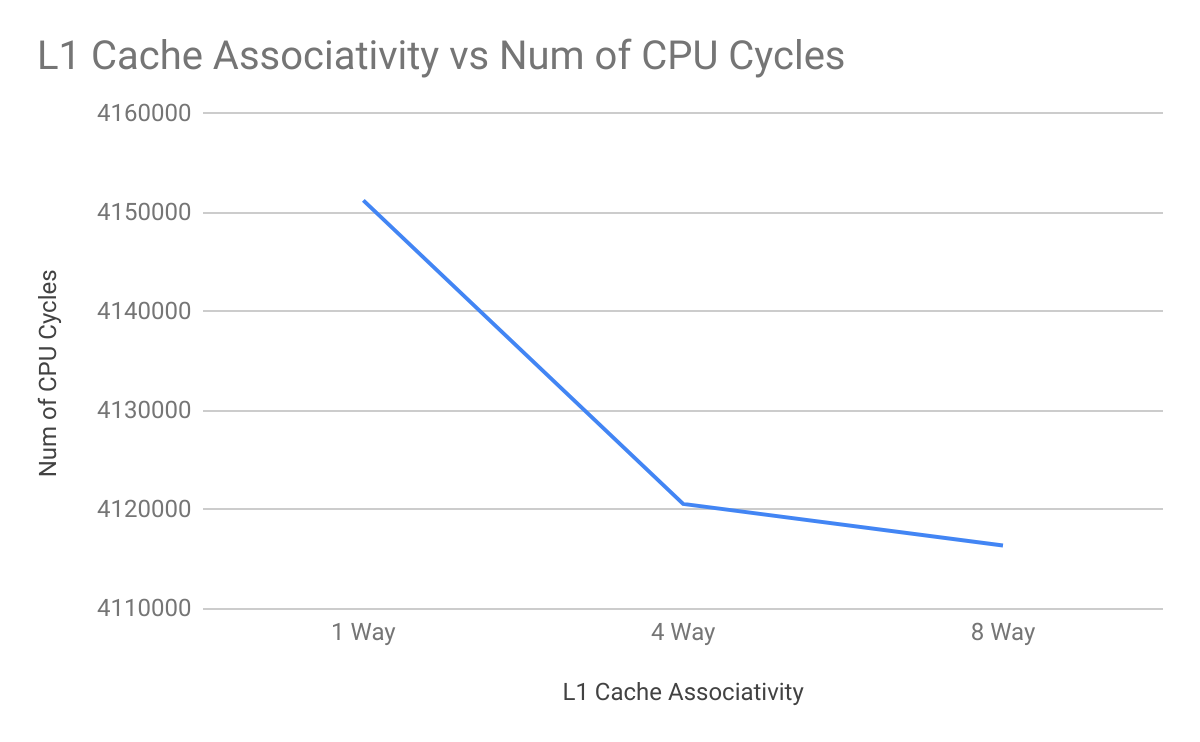 L1 Cache Associativity vs Num of CPU Cycles
4160000
4150000
4140000
4130000
4120000
4110000
Num of CPU Cycles
1 Way 4 Way 8 Way
L1 Cache Associativity